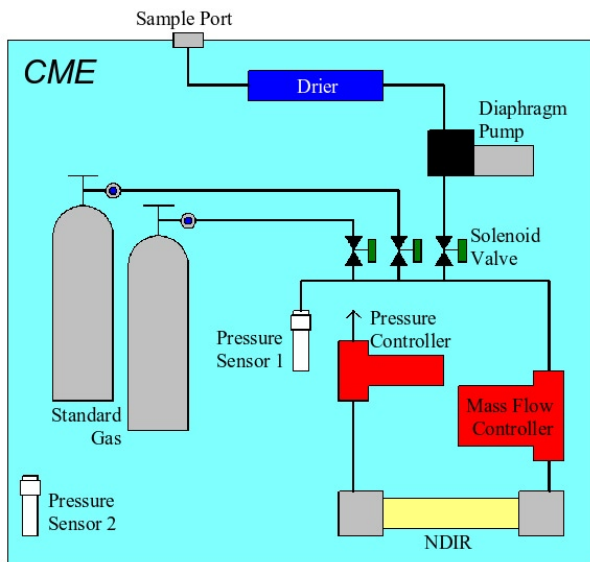 Sample Port
CME
Drier
Diaphragm
Pump
Solenoid
Valve
Pressure
Sensor 1
Pressure
Controller
Standard
Gas
Mass Flow
Controller
Pressure
Sensor 2
NDIR